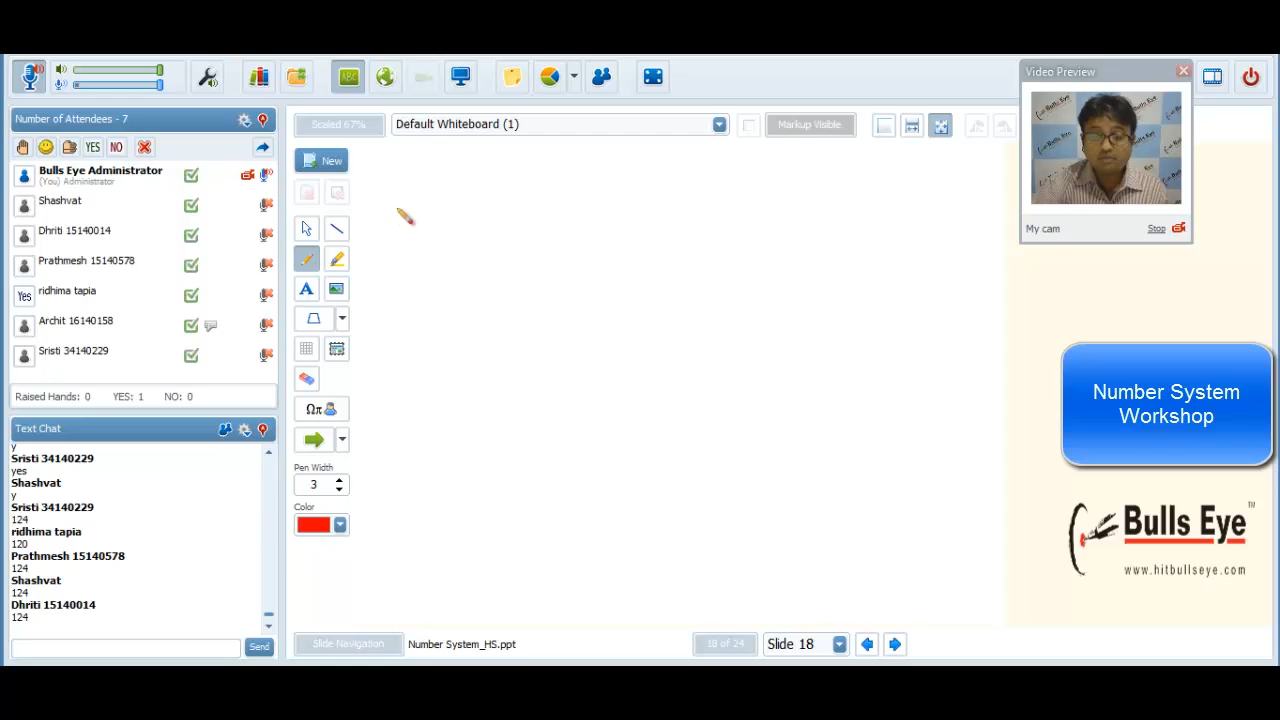 Number of Attendees - 7
YES NO
Bulls Eye Administrator
(You) Administrator
Shashvat
Dhriti 15140014
Prathmesh 15140578
Yes ridhima tapia
Archit 16140158
Sristi 34140229
Raised Hands: 0 YES: 1 NO: 0
Text Chat
y
Sristi 34140229
yes
Shashvat
y
Sristi 34140229
124
ridhima tapia
120
Prathmesh 15140578
124
Shashvat
124
Dhriti 15140014
124
Send
ABC
Scaled 67%
Default Whiteboard (1)
Markup Visible
New
A
Ωπ
Pen Width
3
Color
Slide Navigation
Number System_HS.ppt
18 of 24
Slide 18
Video Preview
My cam
Stop
Number System
Workshop
Bulls Eye TM
www.hitbullseye.com